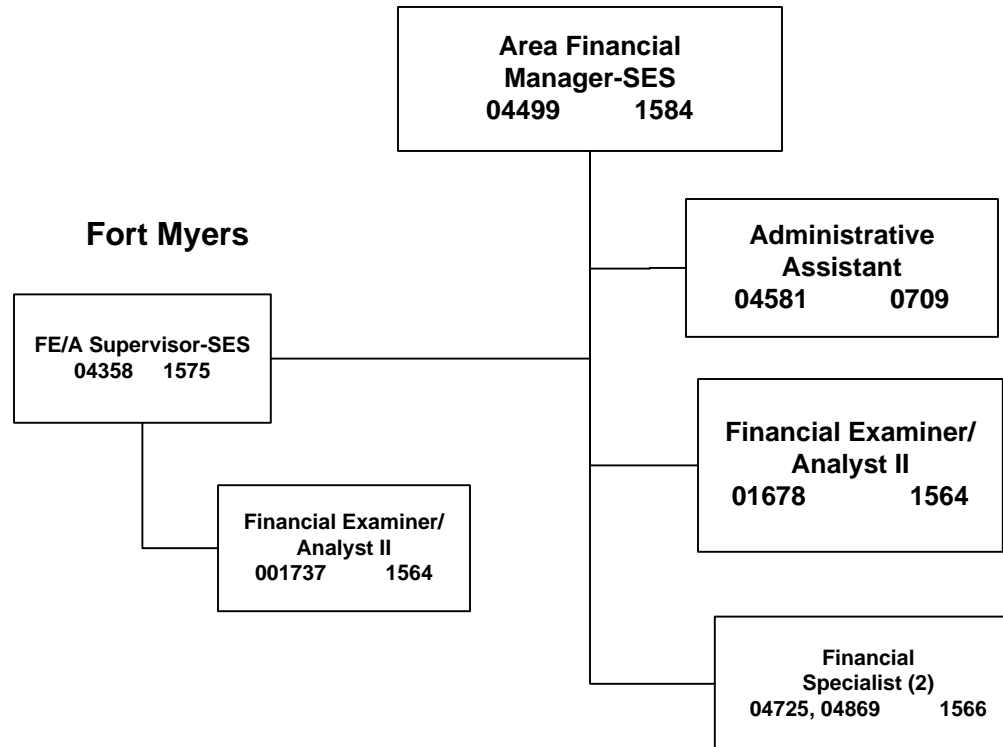 Area Financial
Manager-SES
04499 1584
Fort Myers
Administrative
Assistant
04581 0709
FE/A Supervisor-SES
04358 1575
Financial Examiner/
Analyst II
01678 1564
Financial Examiner/
Analyst II
001737 1564
Financial
Specialist (2)
04725, 04869 1566